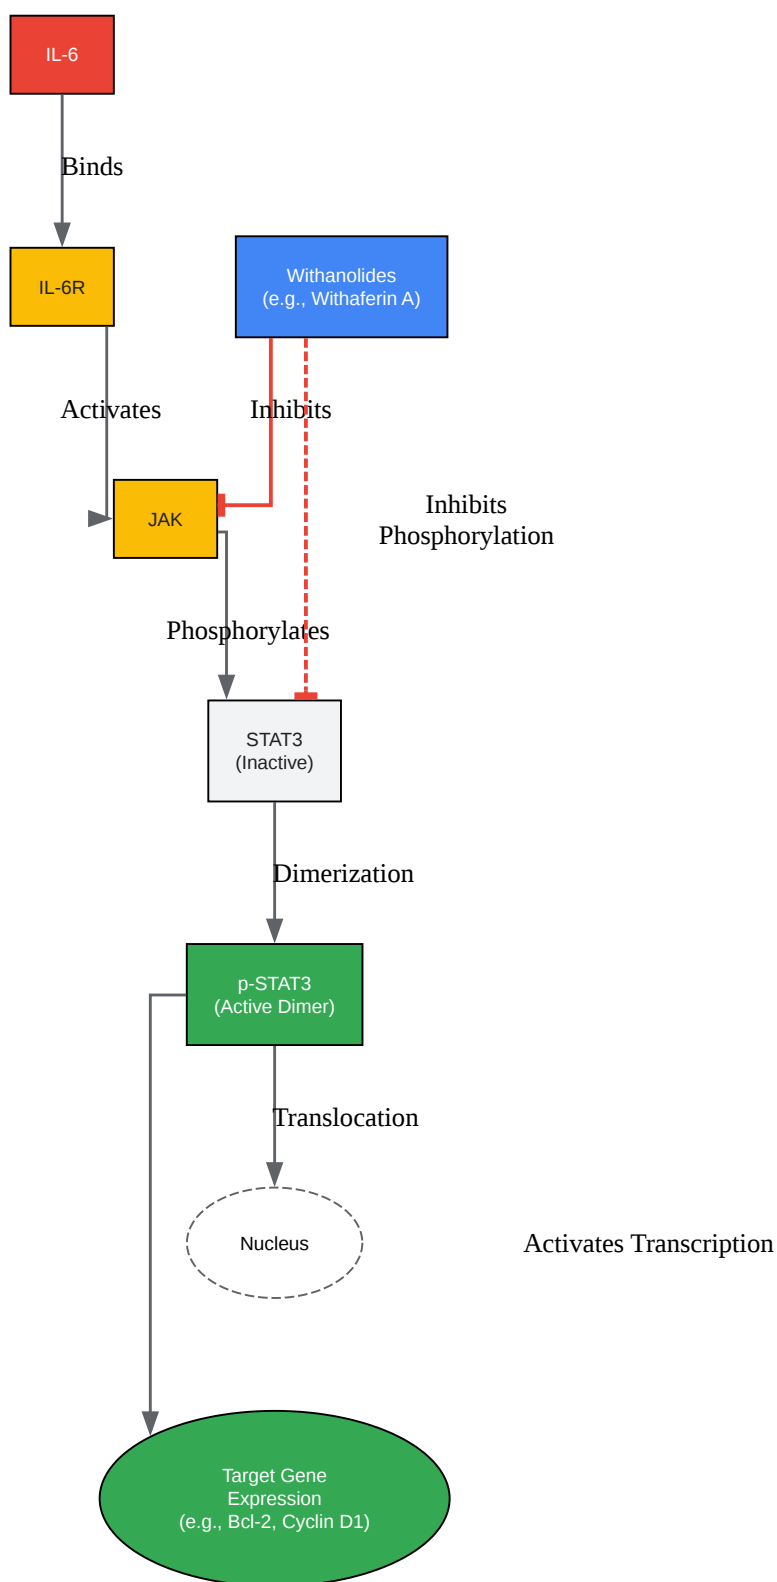 IL-6
Binds
IL-6R
Withanolides
(e.g., Withaferin A)
Activates
Inhibits
JAK
Inhibits
Phosphorylation
Phosphorylates
STAT3
(Inactive)
Dimerization
p-STAT3
(Active Dimer)
Translocation
Nucleus
Activates Transcription
Target Gene
Expression
(e.g., Bcl-2, Cyclin D1)